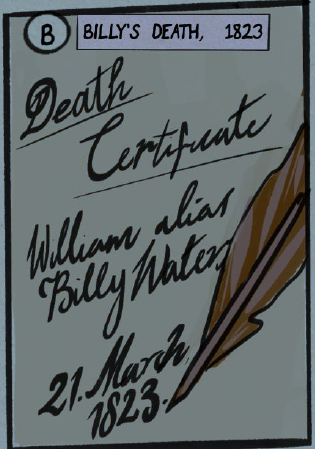 B
BILLY'S DEATH, 1823
Death
Certificate
William alias
Billy Waters
21. March
1823.